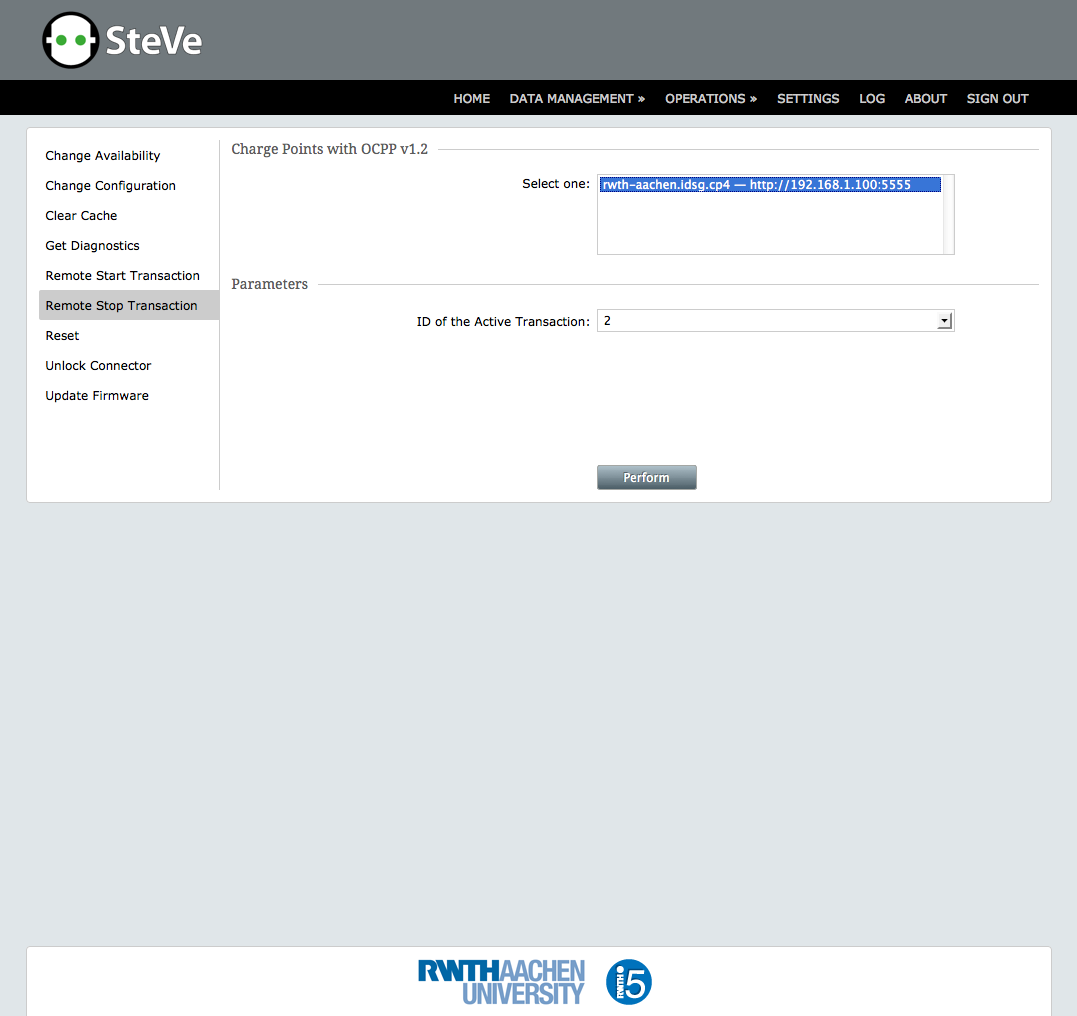 SteVe
HOME DATA MANAGEMENT » OPERATIONS » SETTINGS LOG ABOUT SIGN OUT
Change Availability
Change Configuration
Clear Cache
Get Diagnostics
Remote Start Transaction
Remote Stop Transaction
Reset
Unlock Connector
Update Firmware
Charge Points with OCPP v1.2
Select one: rwth-aachen.idsg.cp4 — http://192.168.1.100:5555
Parameters
ID of the Active Transaction: 2
Perform
RWTHAACHEN
UNIVERSITY
RWTH i5